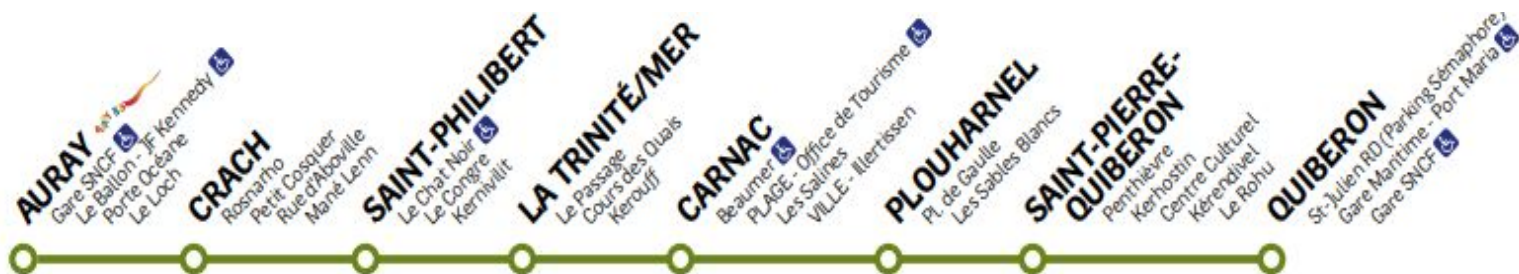 AURAY
Gare SNCF
Le Ballon - JF Kennedy
Porte Océane
Le Loch
CRACH
Rosnarho
Petit Cosquer
Rue d'Aboville
Mané Lenn
SAINT-PHILIBERT
Le Chat Noir
Le Congre
Kernivilit
LA TRINITÉ/MER
Le Passage
Cours des Quais
Kerouff
CARNAC
Beaumer
PLAGE - Office de Tourisme
Les Salines
VILLE - Illertissen
PLOUHARNEL
Pl. de Gaulle
Les Sables Blancs
SAINT-PIERRE-
QUIBERON
Penthièvre
Kerhostin
Centre Culturel
Kérendivel
Le Rohu
QUIBERON
St-Julien RD (Parking Sémaphore)
Gare Maritime - Port Maria
Gare SNCF